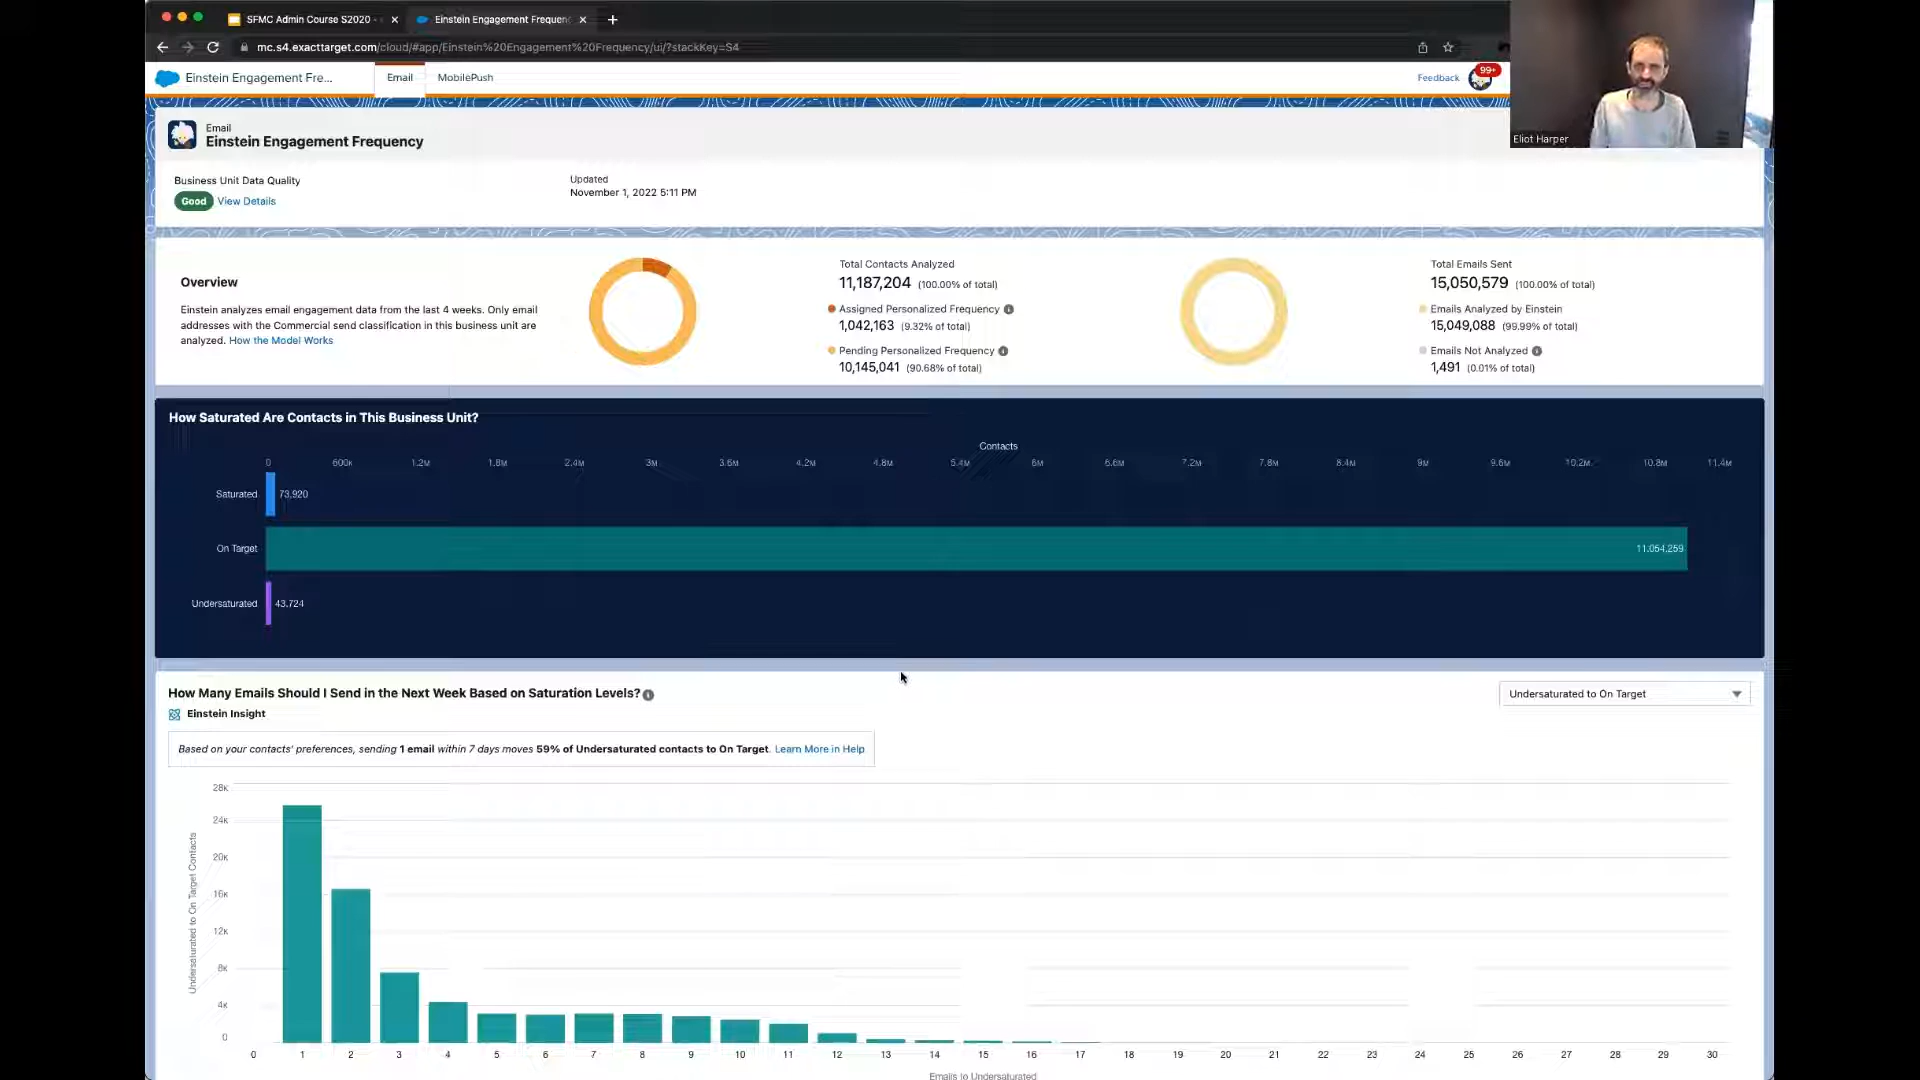 SFMC Admin Course S2020 -
Einstein Engagement Frequen
mc.s4.exacttarget.com/cloud/#app/Einstein%20Engagement%20Frequency/ui/?stackKey=S4
Einstein Engagement Fre...
Email
MobilePush
Feedback
99+
Eliot Harper
Email
Einstein Engagement Frequency
Business Unit Data Quality
Good View Details
Updated
November 1, 2022 5:11 PM
Overview
Einstein analyzes email engagement data from the last 4 weeks. Only email
addresses with the Commercial send classification in this business unit are
analyzed. How the Model Works
Total Contacts Analyzed
11,187,204 (100.00% of total)
Assigned Personalized Frequency
1,042,163 (9.32% of total)
Pending Personalized Frequency
10,145,041 (90.68% of total)
Total Emails Sent
15,050,579 (100.00% of total)
Emails Analyzed by Einstein
15,049,088 (99.99% of total)
Emails Not Analyzed
1,491 (0.01% of total)
How Saturated Are Contacts in This Business Unit?
Contacts
0 600K 1.2M 1.8M 2.4M 3M 3.6M 4.2M 4.8M 5.4M 6M 6.6M 7.2M 7.8M 8.4M 9M 9.6M 10.2M 10.8M 11.4M
Saturated 73,920
On Target 11,054,259
Undersaturated 43,724
How Many Emails Should I Send in the Next Week Based on Saturation Levels?
Undersaturated to On Target
Einstein Insight
Based on your contacts' preferences, sending 1 email within 7 days moves 59% of Undersaturated contacts to On Target. Learn More in Help
Undersaturated to On Target Contacts
28K
24K
20K
16K
12K
8K
4K
0
0 1 2 3 4 5 6 7 8 9 10 11 12 13 14 15 16 17 18 19 20 21 22 23 24 25 26 27 28 29 30
Emails to Undersaturated